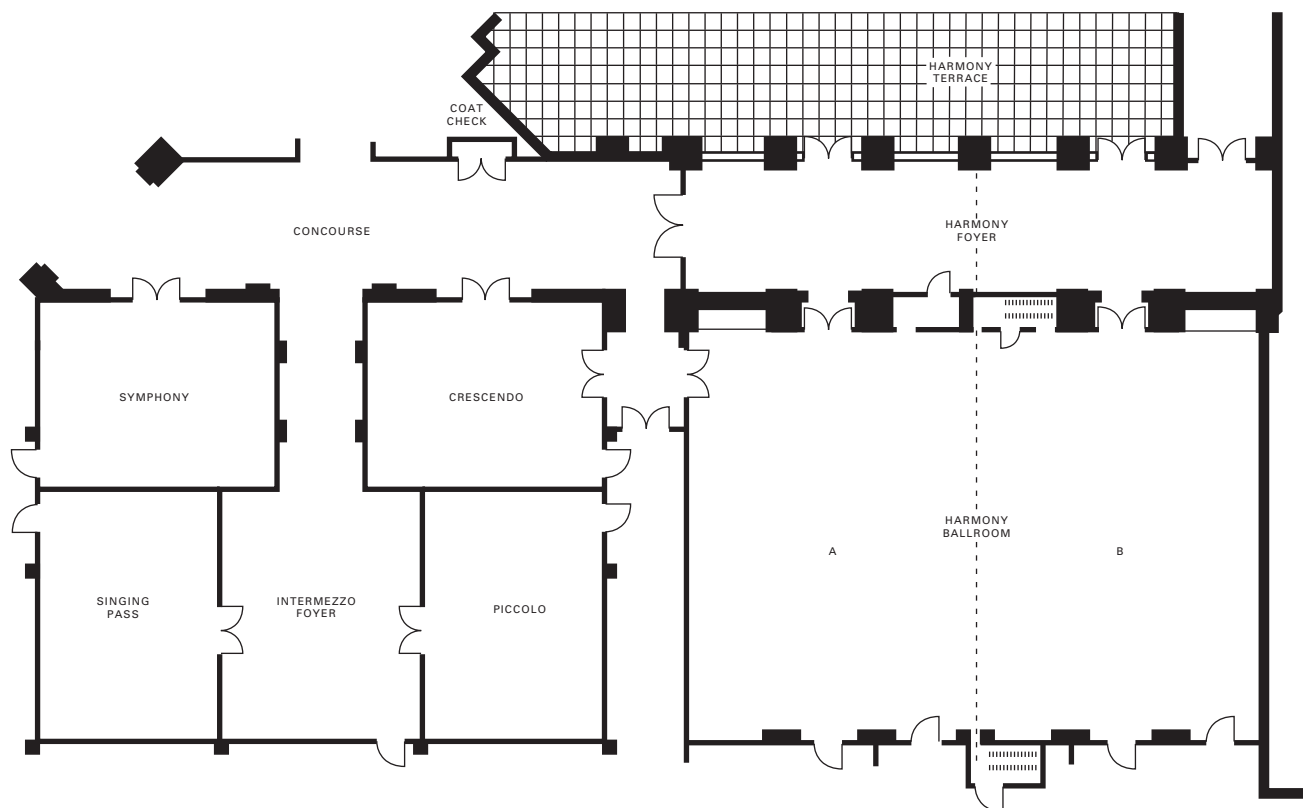 HARMONY
TERRACE
COAT
CHECK
CONCOURSE
HARMONY
FOYER
SYMPHONY
CRESCENDO
HARMONY
BALLROOM
A
B
SINGING
PASS
INTERMEZZO
FOYER
PICCOLO